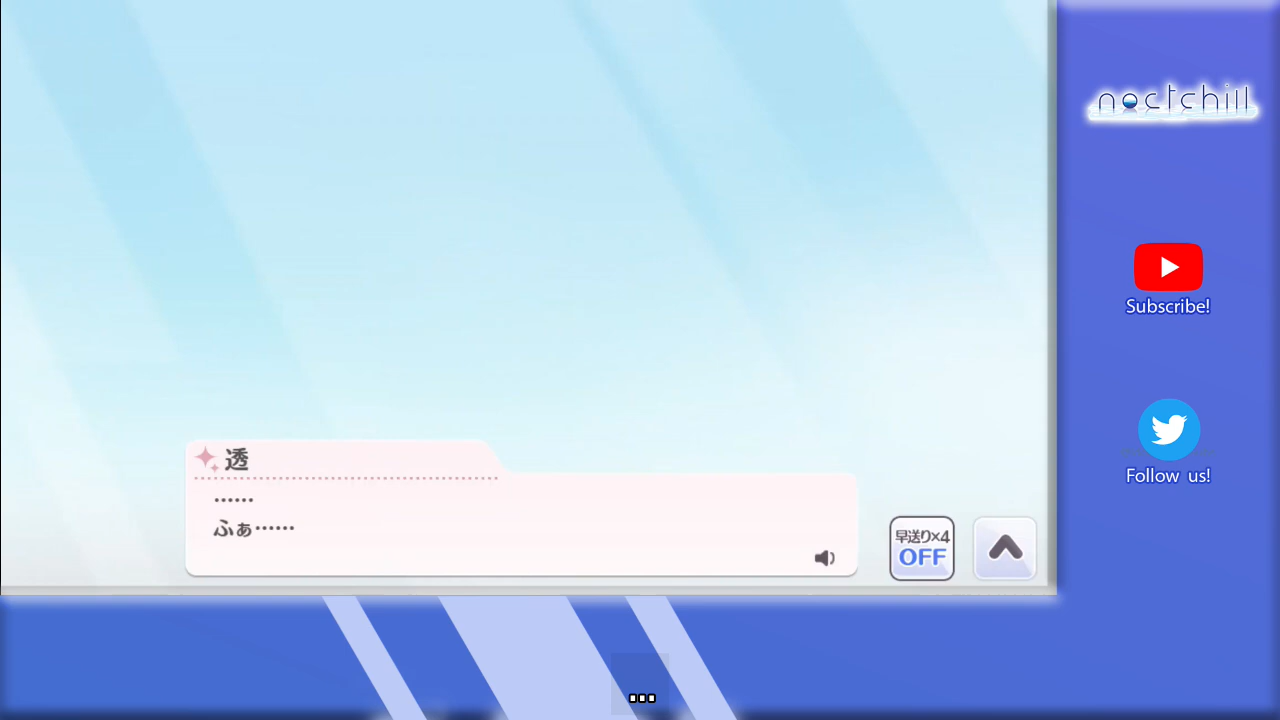 noctchill
Subscribe!
Follow us!
透
……
ふぁ……
早送り×4
OFF
...